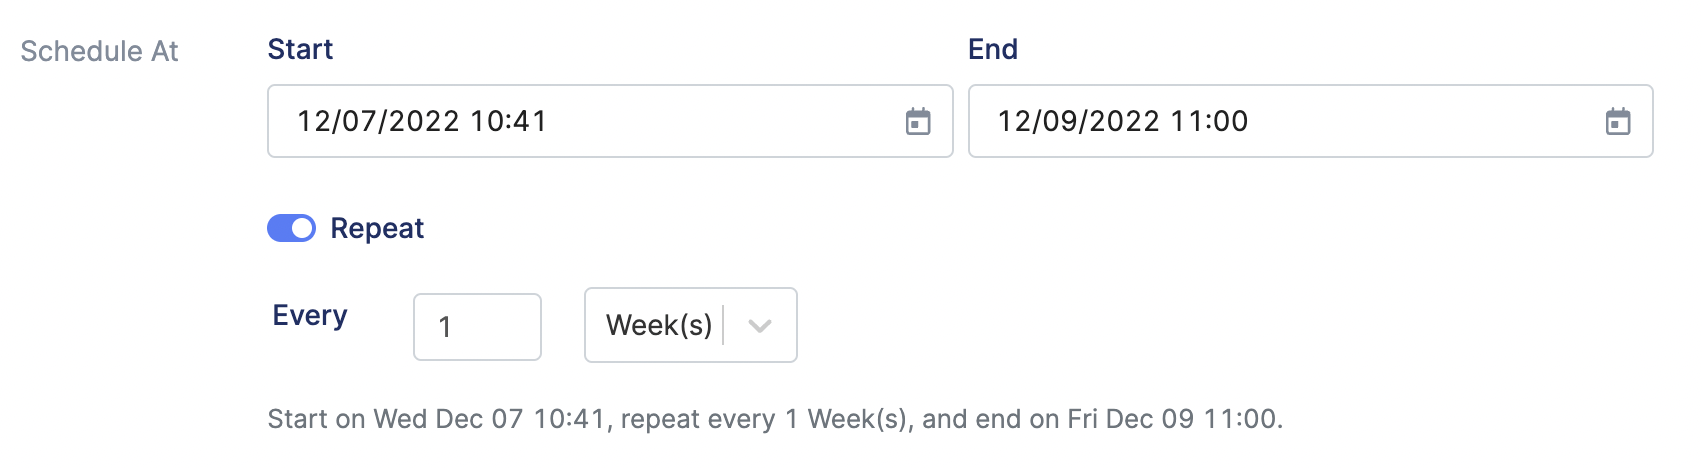 Schedule At
Start
End
12/07/2022 10:41
12/09/2022 11:00
Repeat
Every
1
Week(s)
Start on Wed Dec 07 10:41, repeat every 1 Week(s), and end on Fri Dec 09 11:00.